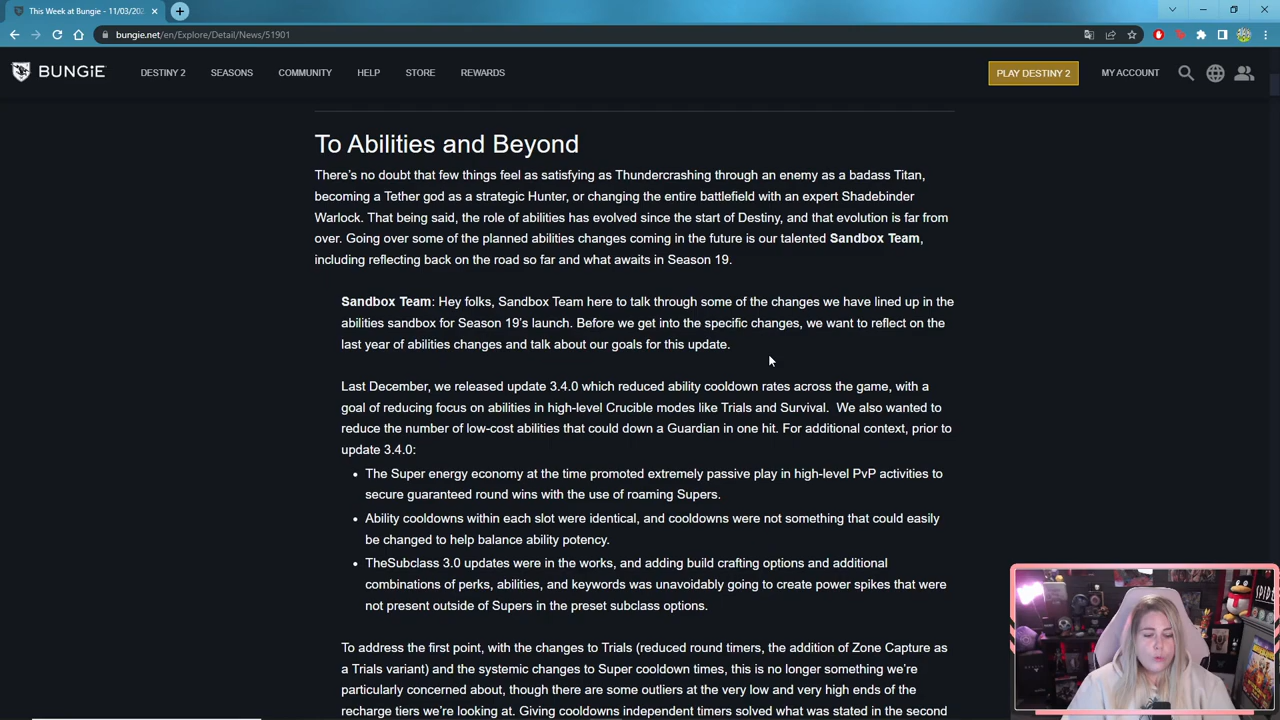 This Week at Bungie - 11/03/202
bungie.net/en/Explore/Detail/News/51901
BUNGiE
DESTINY 2
SEASONS
COMMUNITY
HELP
STORE
REWARDS
PLAY DESTINY 2
MY ACCOUNT
To Abilities and Beyond
There's no doubt that few things feel as satisfying as Thundercrashing through an enemy as a badass Titan,
becoming a Tether god as a strategic Hunter, or changing the entire battlefield with an expert Shadebinder
Warlock. That being said, the role of abilities has evolved since the start of Destiny, and that evolution is far from
over. Going over some of the planned abilities changes coming in the future is our talented Sandbox Team,
including reflecting back on the road so far and what awaits in Season 19.
Sandbox Team: Hey folks, Sandbox Team here to talk through some of the changes we have lined up in the
abilities sandbox for Season 19's launch. Before we get into the specific changes, we want to reflect on the
last year of abilities changes and talk about our goals for this update.
Last December, we released update 3.4.0 which reduced ability cooldown rates across the game, with a
goal of reducing focus on abilities in high-level Crucible modes like Trials and Survival. We also wanted to
reduce the number of low-cost abilities that could down a Guardian in one hit. For additional context, prior to
update 3.4.0:
• The Super energy economy at the time promoted extremely passive play in high-level PvP activities to
secure guaranteed round wins with the use of roaming Supers.
• Ability cooldowns within each slot were identical, and cooldowns were not something that could easily
be changed to help balance ability potency.
• TheSubclass 3.0 updates were in the works, and adding build crafting options and additional
combinations of perks, abilities, and keywords was unavoidably going to create power spikes that were
not present outside of Supers in the preset subclass options.
To address the first point, with the changes to Trials (reduced round timers, the addition of Zone Capture as
a Trials variant) and the systemic changes to Super cooldown times, this is no longer something we're
particularly concerned about, though there are some outliers at the very low and very high ends of the
recharge tiers we're looking at. Giving cooldowns independent timers solved what was stated in the second